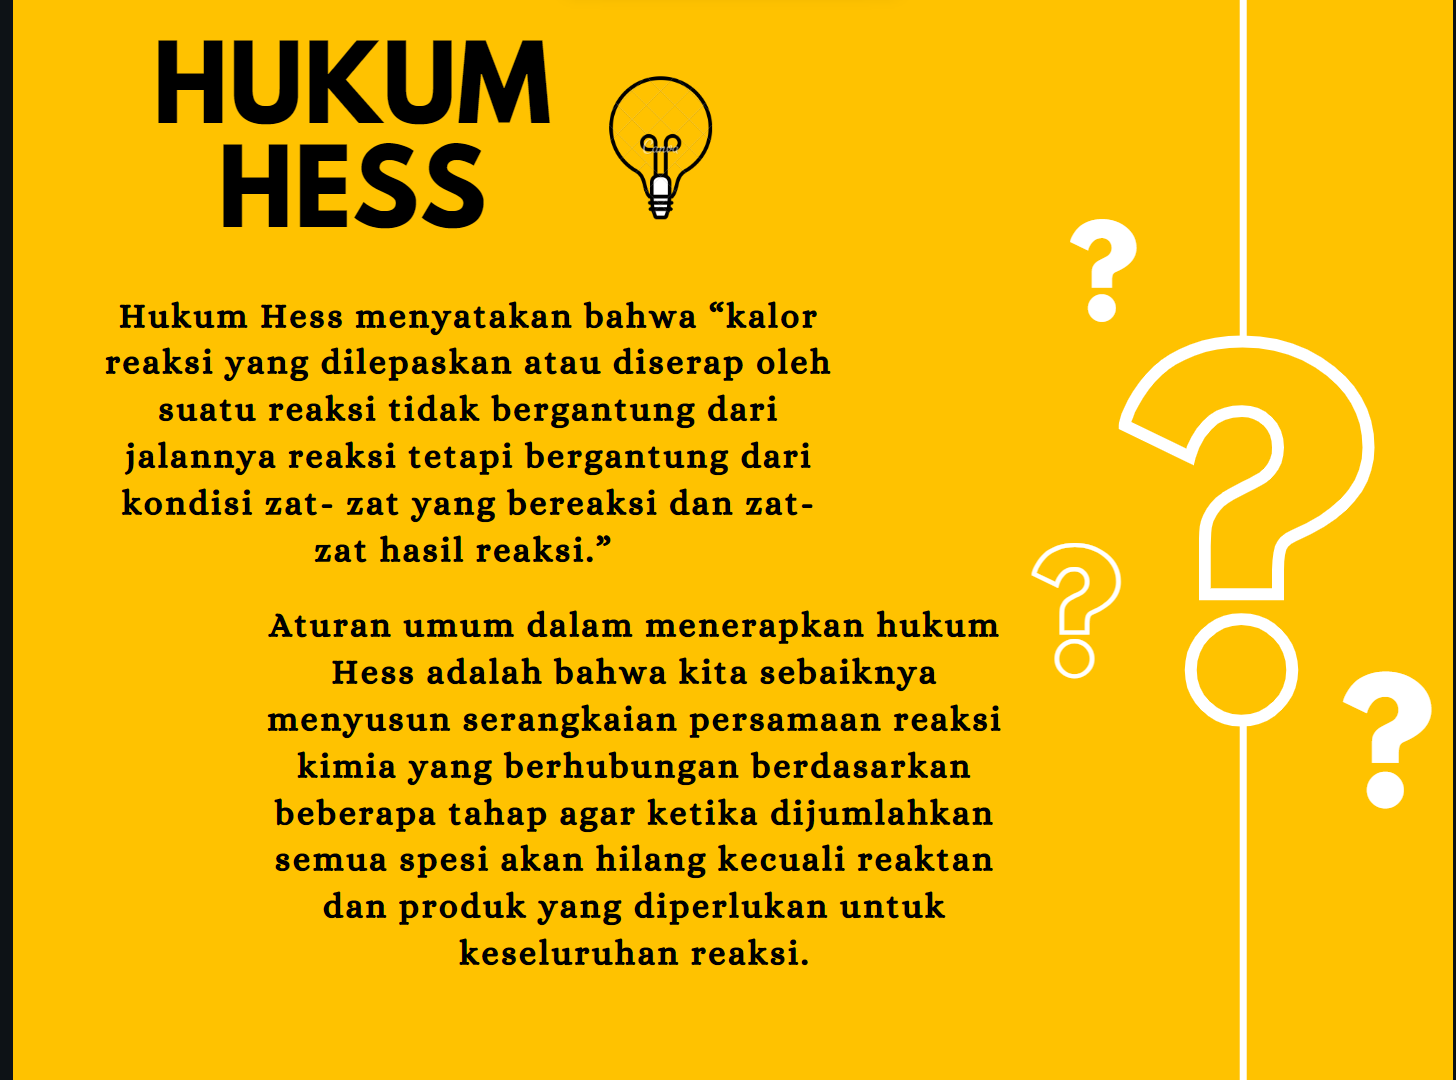 HUKUM
HESS
Hukum Hess menyatakan bahwa “kalor
reaksi yang dilepaskan atau diserap oleh
suatu reaksi tidak bergantung dari
jalannya reaksi tetapi bergantung dari
kondisi zat- zat yang bereaksi dan zat-
zat hasil reaksi.”
Aturan umum dalam menerapkan hukum
Hess adalah bahwa kita sebaiknya
menyusun serangkaian persamaan reaksi
kimia yang berhubungan berdasarkan
beberapa tahap agar ketika dijumlahkan
semua spesi akan hilang kecuali reaktan
dan produk yang diperlukan untuk
keseluruhan reaksi.
?
?
?
?